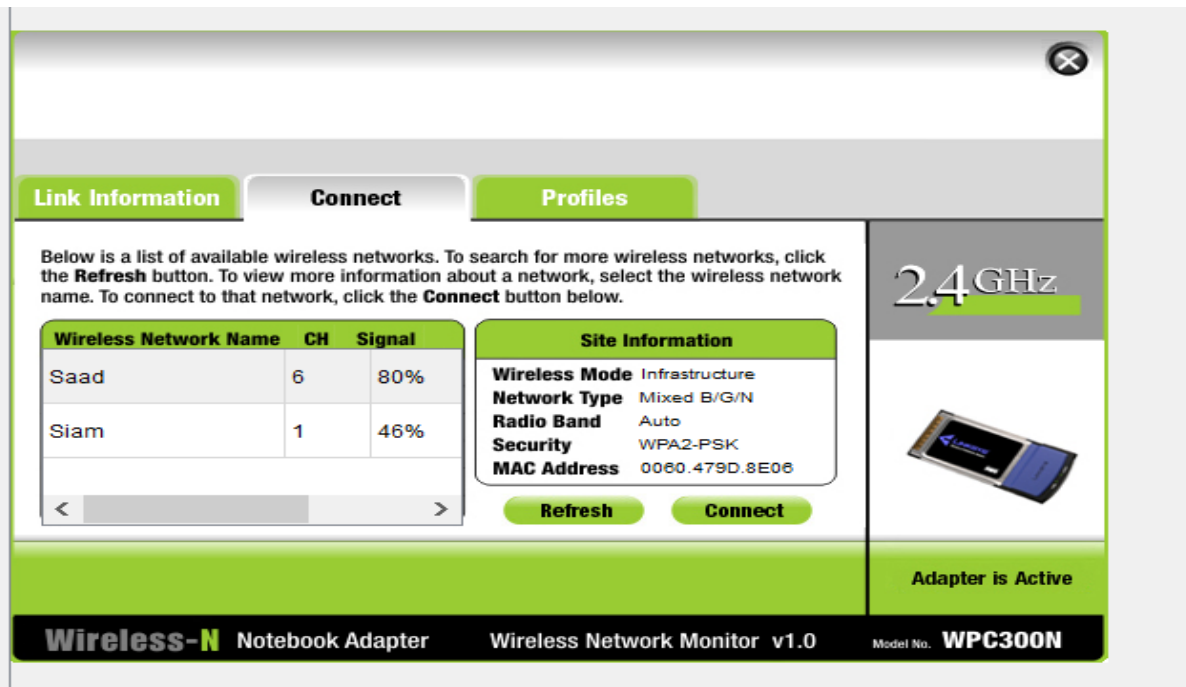 Link Information Connect Profiles
Below is a list of available wireless networks. To search for more wireless networks, click
the Refresh button. To view more information about a network, select the wireless network
name. To connect to that network, click the Connect button below.
2.4GHz
Wireless Network Name CH Signal
Saad 6 80%
Siam 1 46%
Site Information
Wireless Mode Infrastructure
Network Type Mixed B/G/N
Radio Band Auto
Security WPA2-PSK
MAC Address 0060.479D.8E06
Refresh Connect
LINKSYS
Adapter is Active
Wireless-N Notebook Adapter Wireless Network Monitor v1.0 Model No. WPC300N